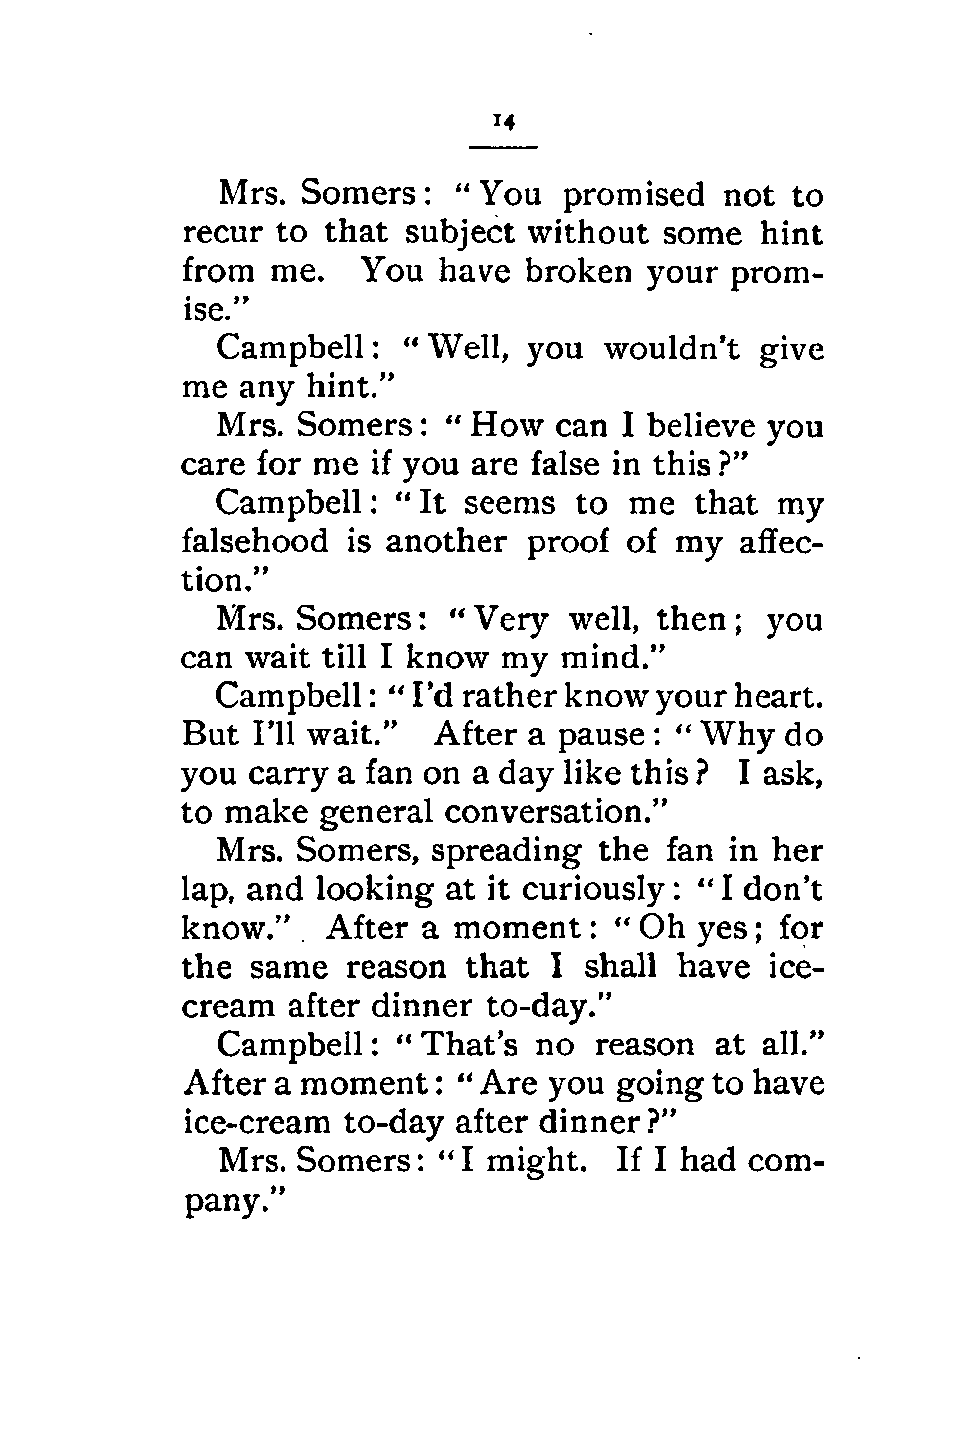 14
Mrs. Somers: “You promised not to
recur to that subject without some hint
from me. You have broken your prom-
ise.”
Campbell: “Well, you wouldn’t give
me any hint.”
Mrs. Somers: “How can I believe you
care for me if you are false in this?”
Campbell: “It seems to me that my
falsehood is another proof of my affec-
tion.”
Mrs. Somers: “Very well, then; you
can wait till I know my mind.”
Campbell: “I’d rather know your heart.
But I’ll wait.” After a pause: “Why do
you carry a fan on a day like this? I ask,
to make general conversation.”
Mrs. Somers, spreading the fan in her
lap, and looking at it curiously: “I don’t
know.” After a moment: “Oh yes; for
the same reason that I shall have ice-
cream after dinner to-day.”
Campbell: “That’s no reason at all.”
After a moment: “Are you going to have
ice-cream to-day after dinner?”
Mrs. Somers: “I might. If I had com-
pany.”